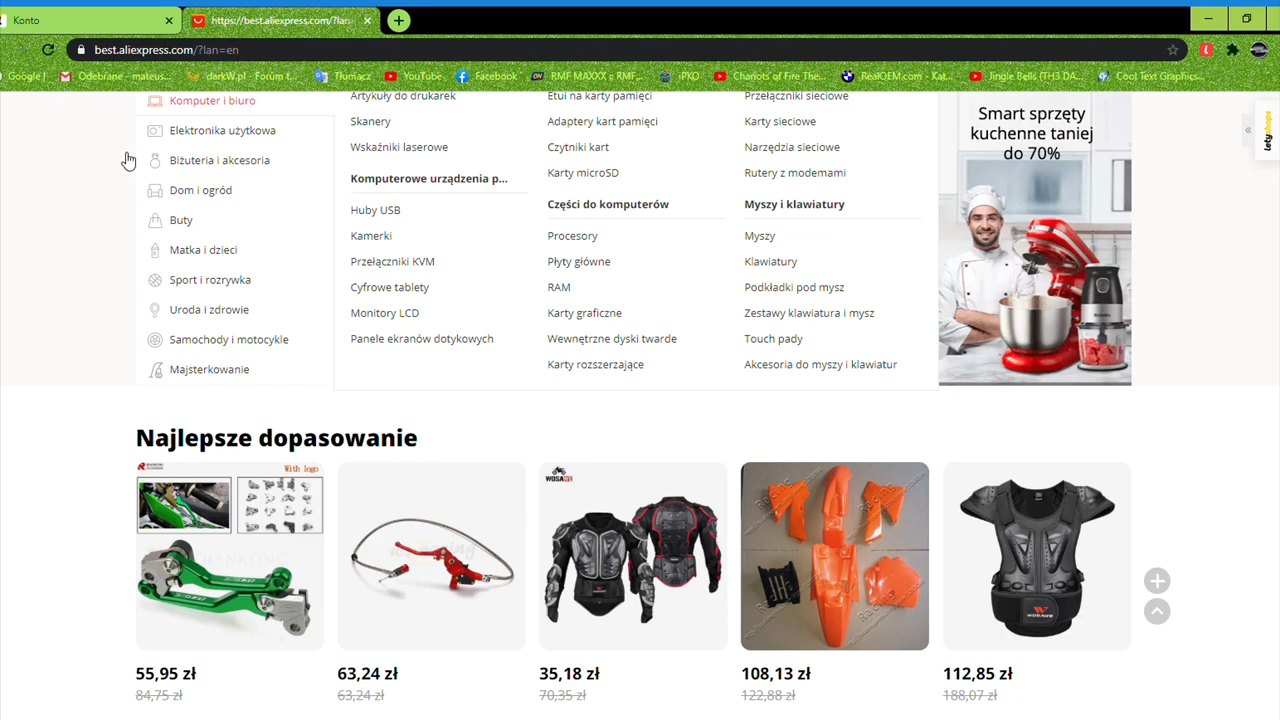 Konto
https://best.aliexpress.com/?lan
best.aliexpress.com/?lan=en
Google |
Odebrane - mateus...
darkW.pl - Forum t...
Tłumacz
YouTube
Facebook
RMF MAXXX « RMF...
iPKO
Chariots of Fire The...
RealOEM.com - Kat...
Jingle Bells (TH3 DA...
Cool Text Graphics...
Komputer i biuro
Elektronika użytkowa
Biżuteria i akcesoria
Dom i ogród
Buty
Matka i dzieci
Sport i rozrywka
Uroda i zdrowie
Samochody i motocykle
Majsterkowanie
Artykuły do drukarek
Skanery
Wskaźniki laserowe
Komputerowe urządzenia p...
Huby USB
Kamerki
Przełączniki KVM
Cyfrowe tablety
Monitory LCD
Panele ekranów dotykowych
Etui na karty pamięci
Adaptery kart pamięci
Czytniki kart
Karty microSD
Części do komputerów
Procesory
Płyty główne
RAM
Karty graficzne
Wewnętrzne dyski twarde
Karty rozszerzające
Przełączniki sieciowe
Karty sieciowe
Narzędzia sieciowe
Rutery z modemami
Myszy i klawiatury
Myszy
Klawiatury
Podkładki pod mysz
Zestawy klawiatura i mysz
Touch pady
Akcesoria do myszy i klawiatur
Smart sprzęty
kuchenne taniej
do 70%
letyshops
Najlepsze dopasowanie
With logo
WOSAWE
WOSAWE
55,95 zł
84,75 zł
63,24 zł
63,24 zł
35,18 zł
70,35 zł
108,13 zł
122,88 zł
112,85 zł
188,07 zł